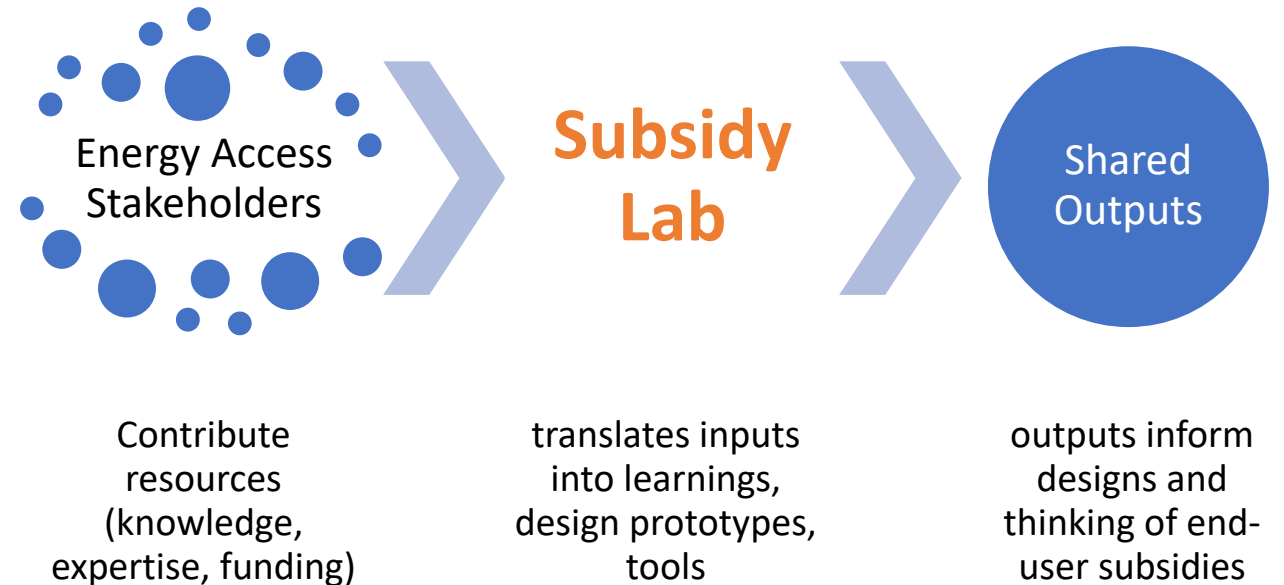 Energy Access
Stakeholders
Subsidy
Lab
Shared
Outputs
Contribute
resources
(knowledge,
expertise, funding)
translates inputs
into learnings,
design prototypes,
tools
outputs inform
designs and
thinking of end-
user subsidies